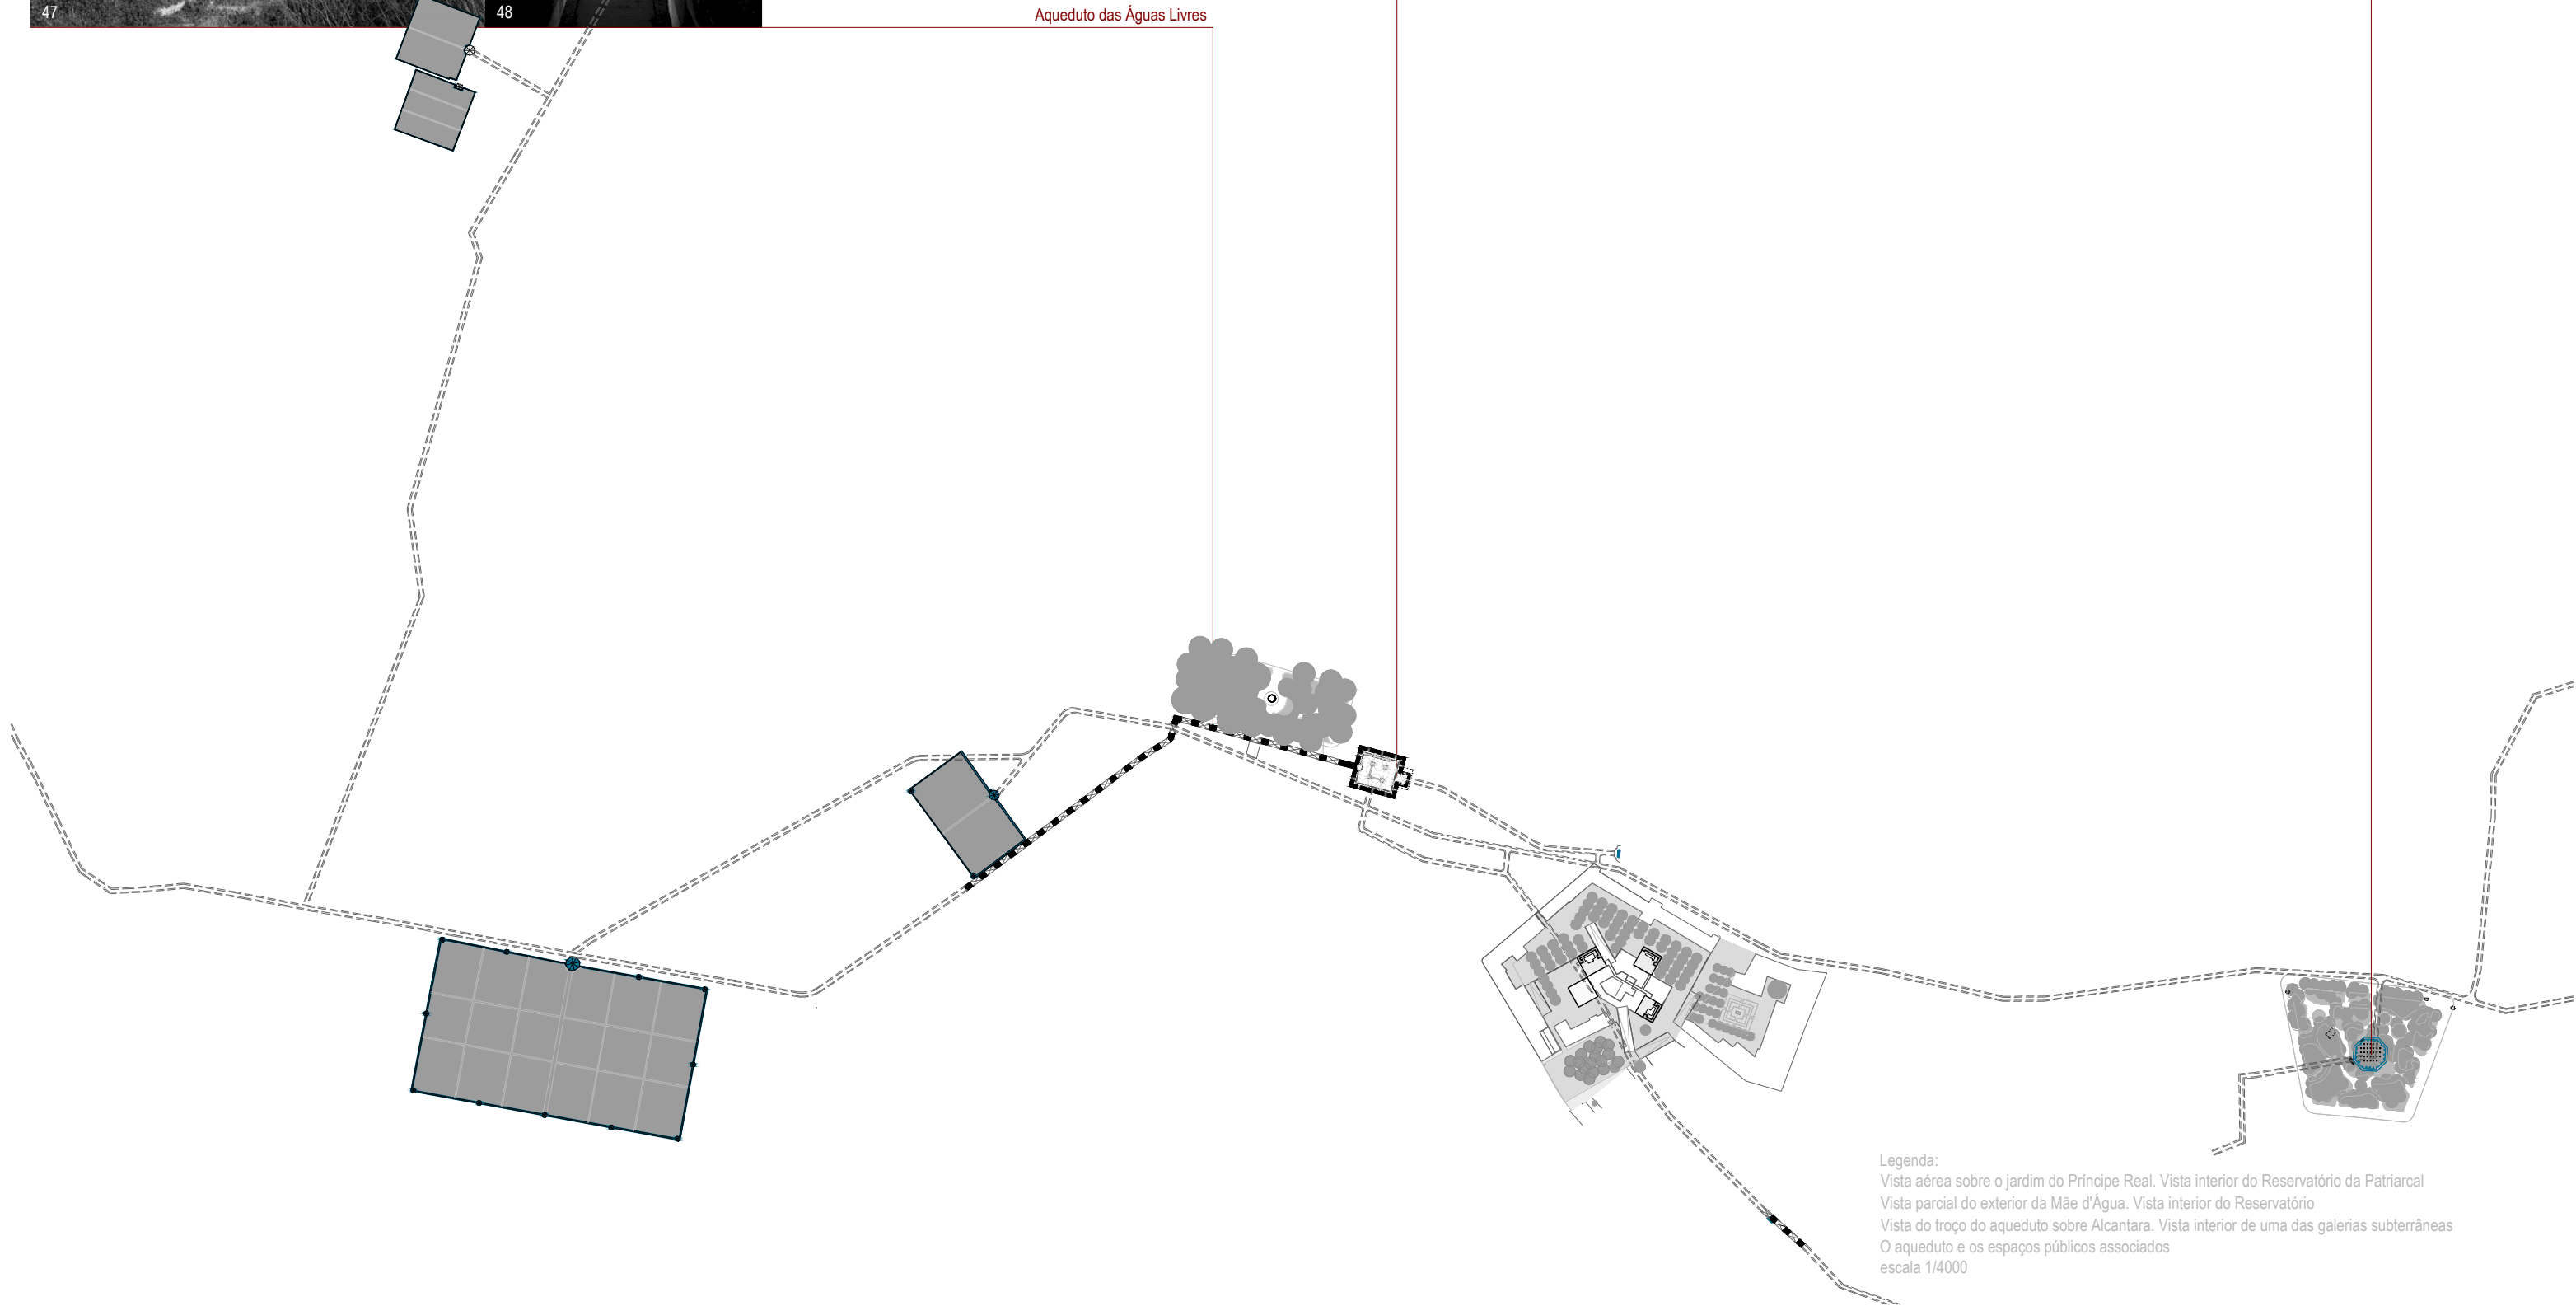 47
48
Aqueduto das Águas Livres
Legenda:
Vista aérea sobre o jardim do Príncipe Real. Vista interior do Reservatório da Patriarcal
Vista parcial do exterior da Mãe d'Água. Vista interior do Reservatório
Vista do troço do aqueduto sobre Alcantara. Vista interior de uma das galerias subterrâneas
O aqueduto e os espaços públicos associados
escala 1/4000